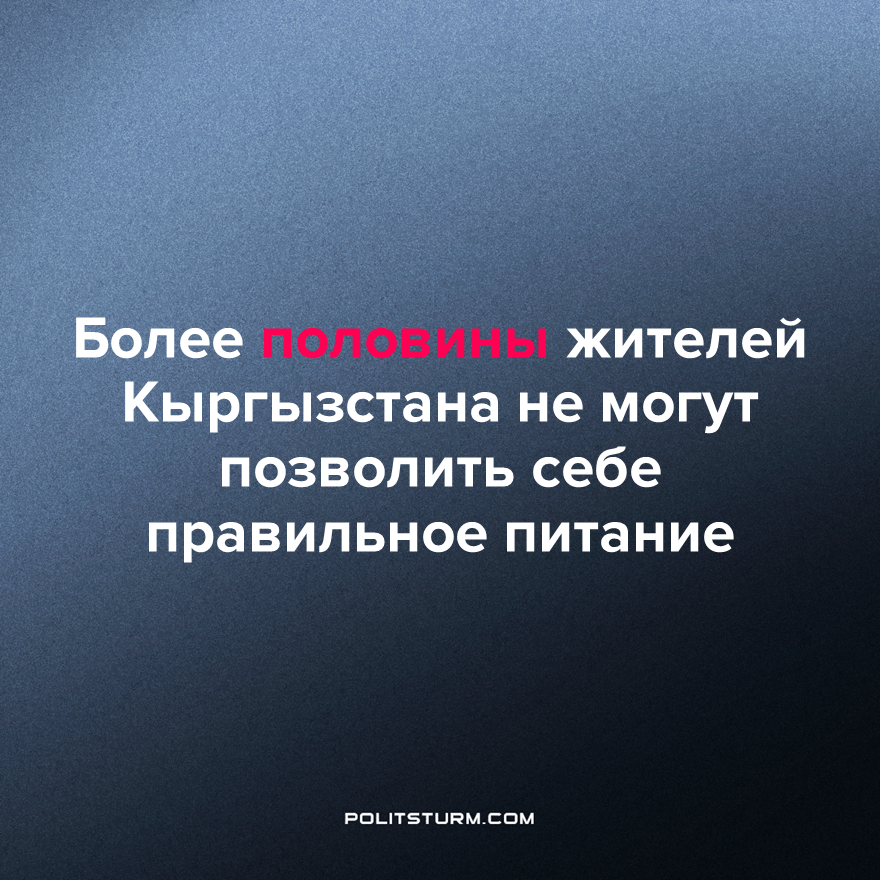 Более половины жителей
Кыргызстана не могут
позволить себе
правильное питание
POLITSTURM.COM